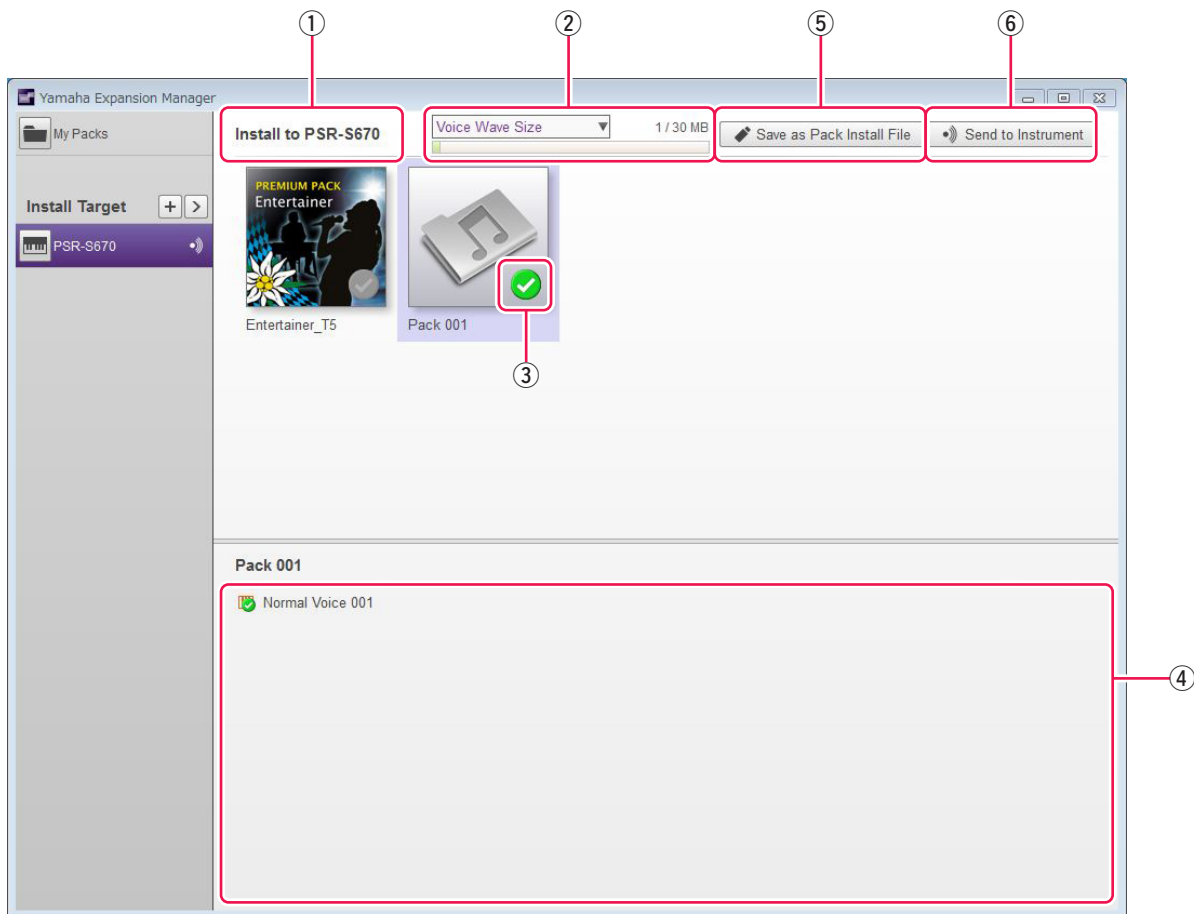 ① ② ⑤ ⑥
Yamaha Expansion Manager
My Packs
Install to PSR-S670
Voice Wave Size
1 / 30 MB
Save as Pack Install File
Send to Instrument
Install Target + >
PSR-S670
PREMIUM PACK
Entertainer
Entertainer_T5
Pack 001
③
Pack 001
Normal Voice 001
④